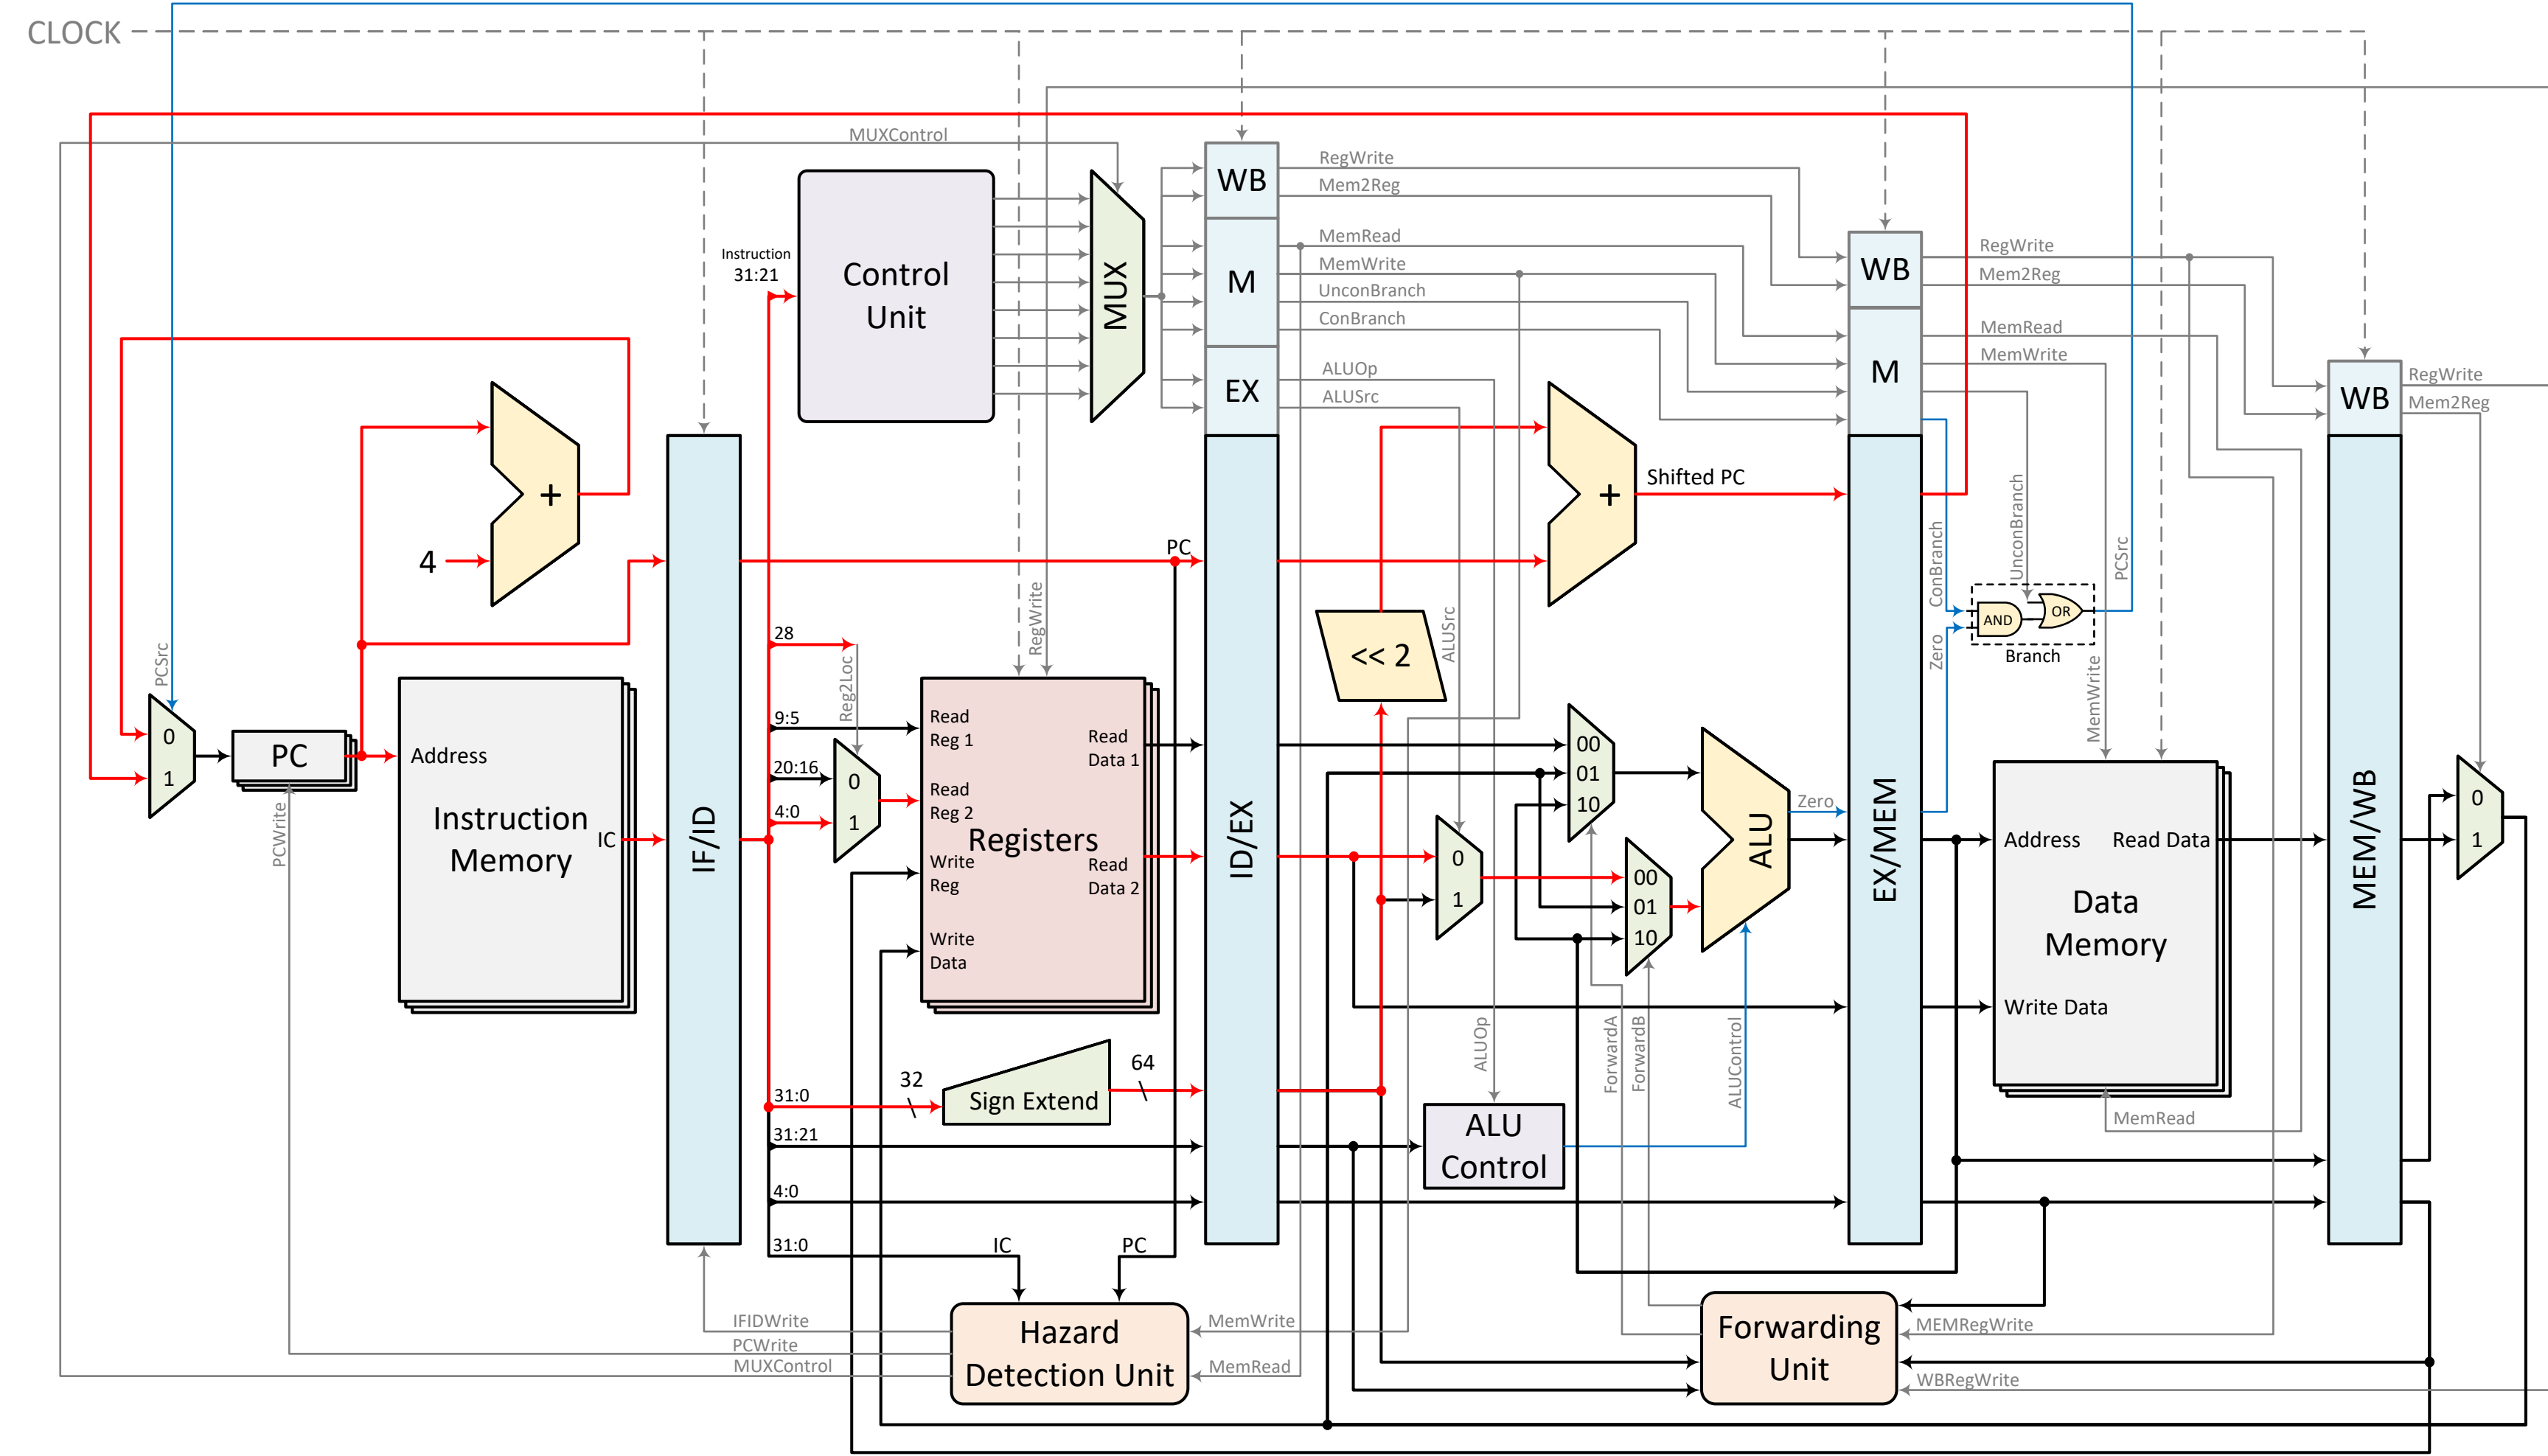 CLOCK
MUXControl
Instruction
31:21
Control
Unit
MUX
WB
M
EX
RegWrite
Mem2Reg
MemRead
MemWrite
UnconBranch
ConBranch
ALUOp
ALUSrc
WB
M
RegWrite
Mem2Reg
MemRead
MemWrite
WB
RegWrite
Mem2Reg
+
4
PC
+
Shifted PC
ConBranch
UnconBranch
PCSrc
Zero
AND
OR
Branch
MemWrite
PCSrc
0
1
PC
PCWrite
Address
Instruction
Memory
IC
IF/ID
28
Reg2Loc
RegWrite
9:5
20:16
4:0
0
1
Read
Reg 1
Read
Reg 2
Registers
Write
Reg
Write
Data
Read
Data 1
Read
Data 2
ID/EX
<< 2
ALUSrc
0
1
00
01
10
00
01
10
ALU
Zero
EX/MEM
Address
Read Data
Data
Memory
Write Data
MemRead
MEM/WB
0
1
31:0
32
Sign Extend
64
31:21
4:0
31:0
IC
PC
ALUOp
ALU
Control
ForwardA
ForwardB
ALUControl
IFIDWrite
PCWrite
MUXControl
Hazard
Detection Unit
MemWrite
MemRead
Forwarding
Unit
MEMRegWrite
WBRegWrite